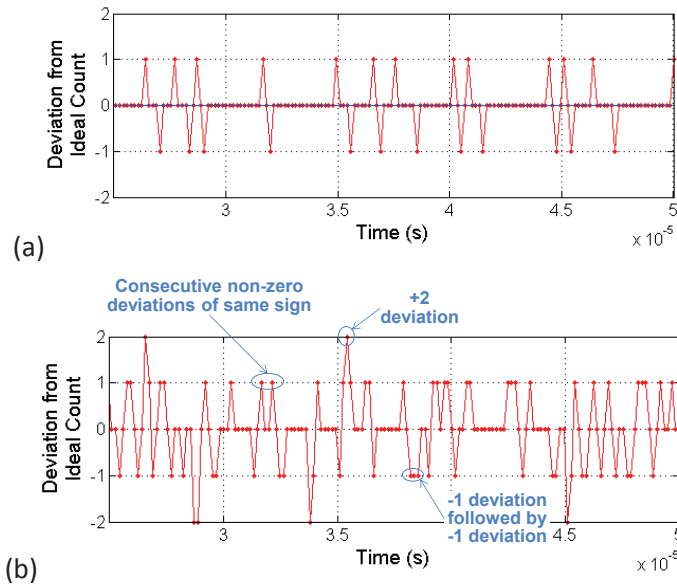 2
1
0
-1
-2
Deviation from
Ideal Count
3
3.5
4
4.5
5
Time (s)
x 10-5
(a)
Consecutive non-zero
deviations of same sign
+2
deviation
2
1
0
-1
-2
Deviation from
Ideal Count
-1 deviation
followed by
-1 deviation
3
3.5
4
4.5
5
Time (s)
x 10-5
(b)